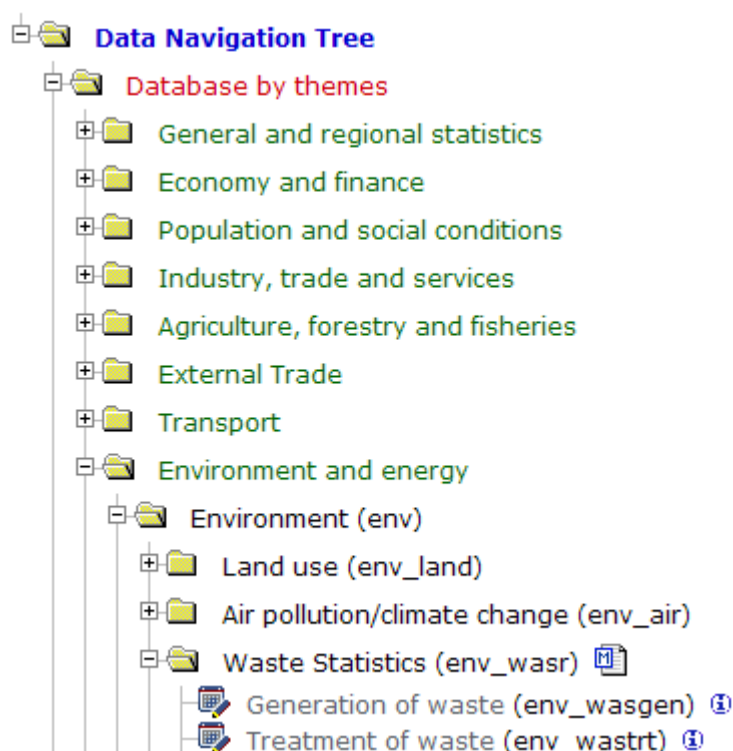 Data Navigation Tree
Database by themes
General and regional statistics
Economy and finance
Population and social conditions
Industry, trade and services
Agriculture, forestry and fisheries
External Trade
Transport
Environment and energy
Environment (env)
Land use (env_land)
Air pollution/climate change (env_air)
Waste Statistics (env_wasr) M
Generation of waste (env_wasgen) i
Treatment of waste (env_wastrt) i